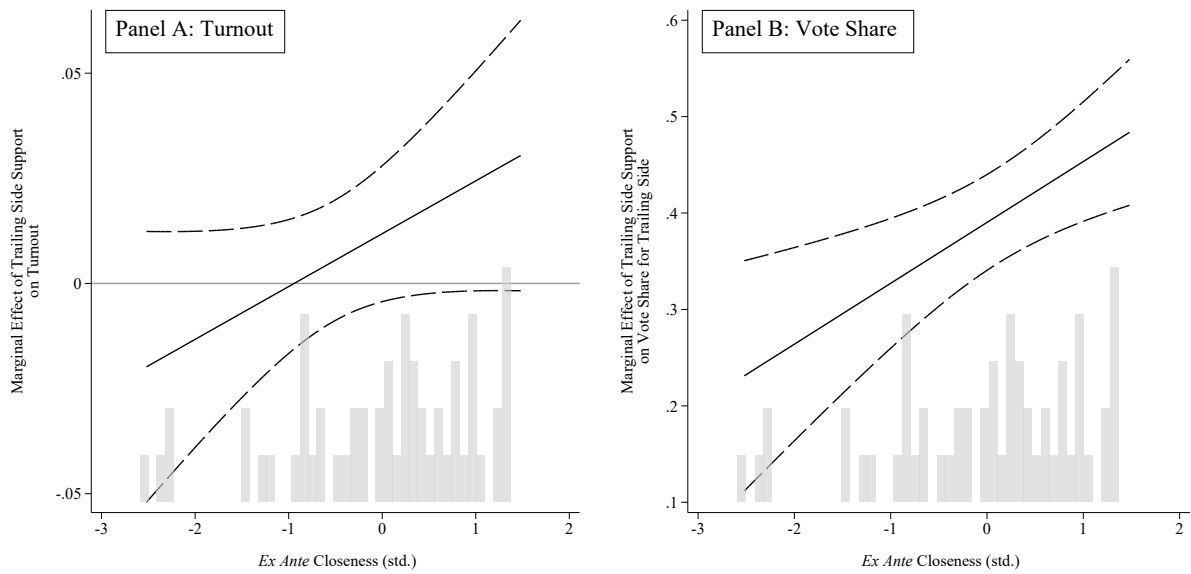 Panel A: Turnout
Marginal Effect of Trailing Side Support
on Turnout
.05
0
-.05
-3
-2
-1
0
1
2
Ex Ante Closeness (std.)
Panel B: Vote Share
Marginal Effect of Trailing Side Support
on Vote Share for Trailing Side
.6
.5
.4
.3
.2
.1
-3
-2
-1
0
1
2
Ex Ante Closeness (std.)